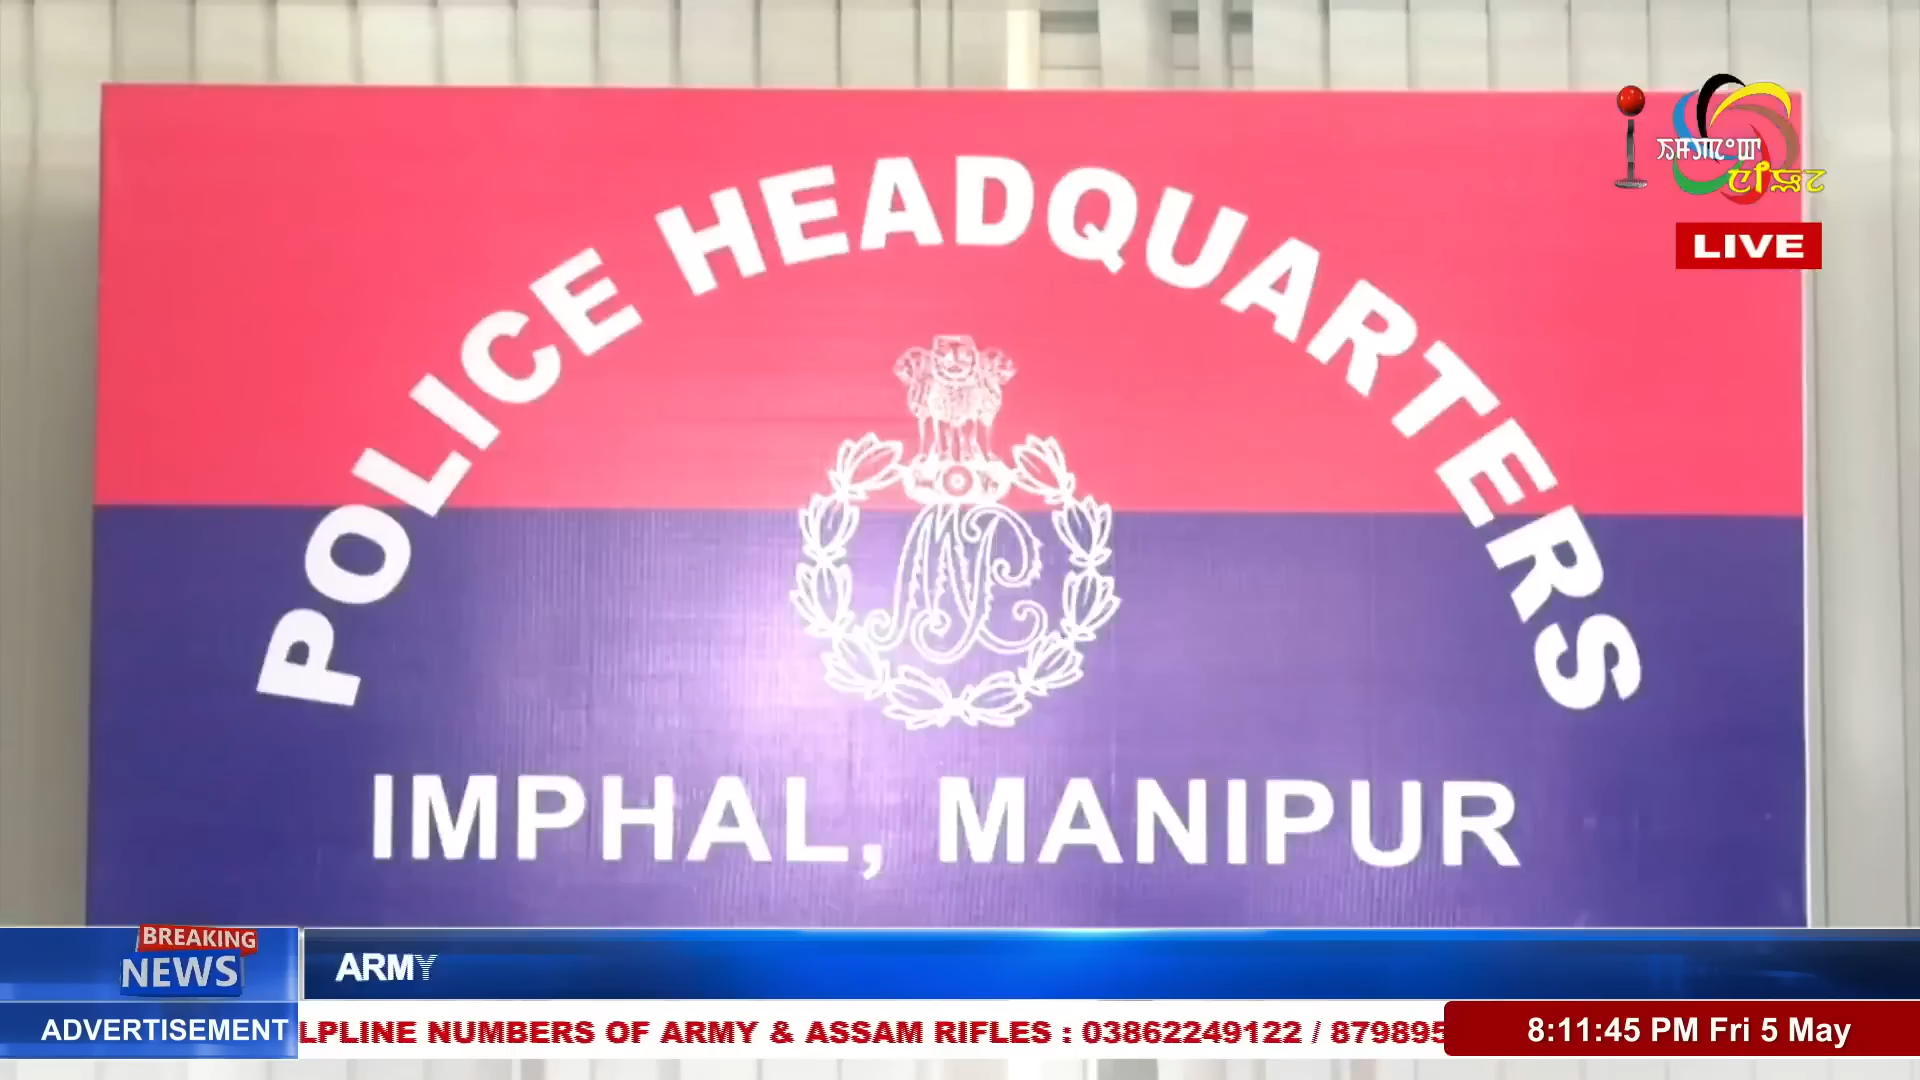 POLICE HEADQUARTERS
IMPHAL, MANIPUR
LIVE
BREAKING
NEWS
ARMY
ADVERTISEMENT
LPLINE NUMBERS OF ARMY & ASSAM RIFLES : 03862249122 / 879895
8:11:45 PM Fri 5 May